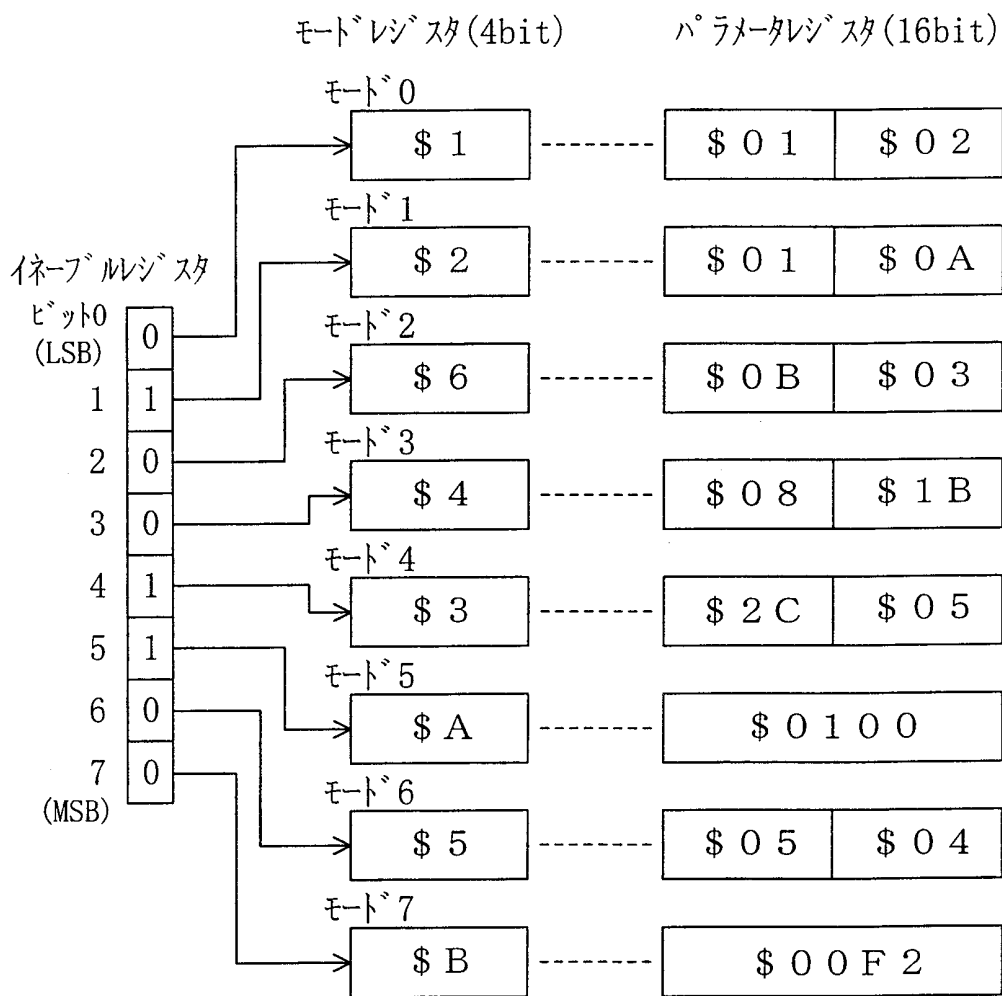 モードレジスタ(4bit) パラメータレジスタ(16bit)
モード0
$1 $01 $02
モード1
$2 $01 $0A
イネーブルレジスタ
ビット0 0
(LSB)
モード2
$6 $0B $03
1 1
2 0
モード3
$4 $08 $1B
3 0
モード4
4 1
$3 $2C $05
5 1
モード5
6 0
$A $0100
7 0
(MSB)
モード6
$5 $05 $04
モード7
$B $00F2